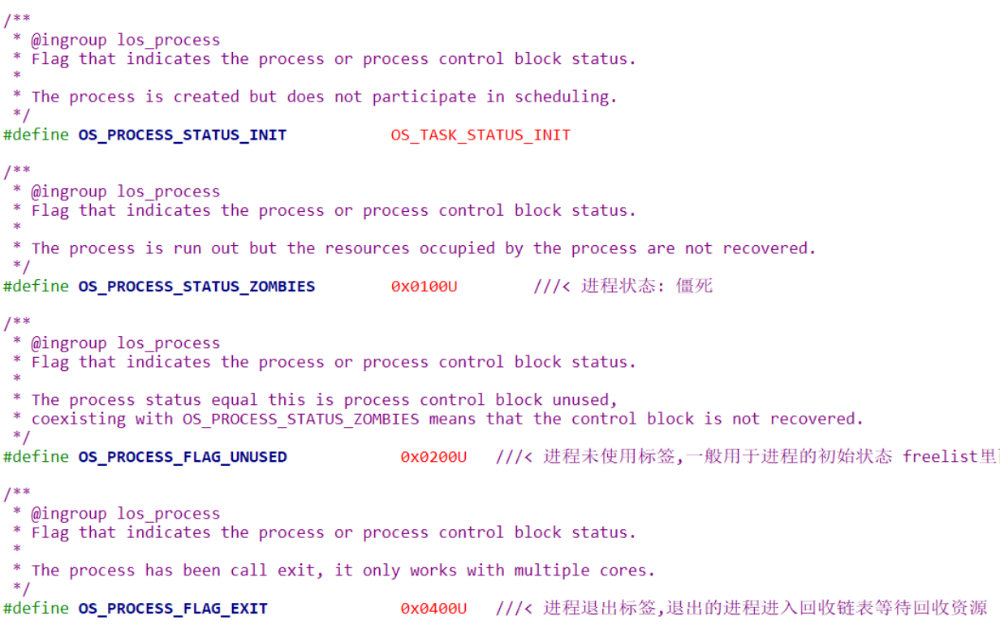 /**
 * @ingroup los_process
 * Flag that indicates the process or process control block status.
 *
 * The process is created but does not participate in scheduling.
 */
#define OS_PROCESS_STATUS_INIT OS_TASK_STATUS_INIT
/**
 * @ingroup los_process
 * Flag that indicates the process or process control block status.
 *
 * The process is run out but the resources occupied by the process are not recovered.
 */
#define OS_PROCESS_STATUS_ZOMBIES 0x0100U ///< 进程状态: 僵死
/**
 * @ingroup los_process
 * Flag that indicates the process or process control block status.
 *
 * The process status equal this is process control block unused,
 * coexisting with OS_PROCESS_STATUS_ZOMBIES means that the control block is not recovered.
 */
#define OS_PROCESS_FLAG_UNUSED 0x0200U ///< 进程未使用标签,一般用于进程的初始状态 freelist里
/**
 * @ingroup los_process
 * Flag that indicates the process or process control block status.
 *
 * The process has been call exit, it only works with multiple cores.
 */
#define OS_PROCESS_FLAG_EXIT 0x0400U ///< 进程退出标签,退出的进程进入回收链表等待回收资源